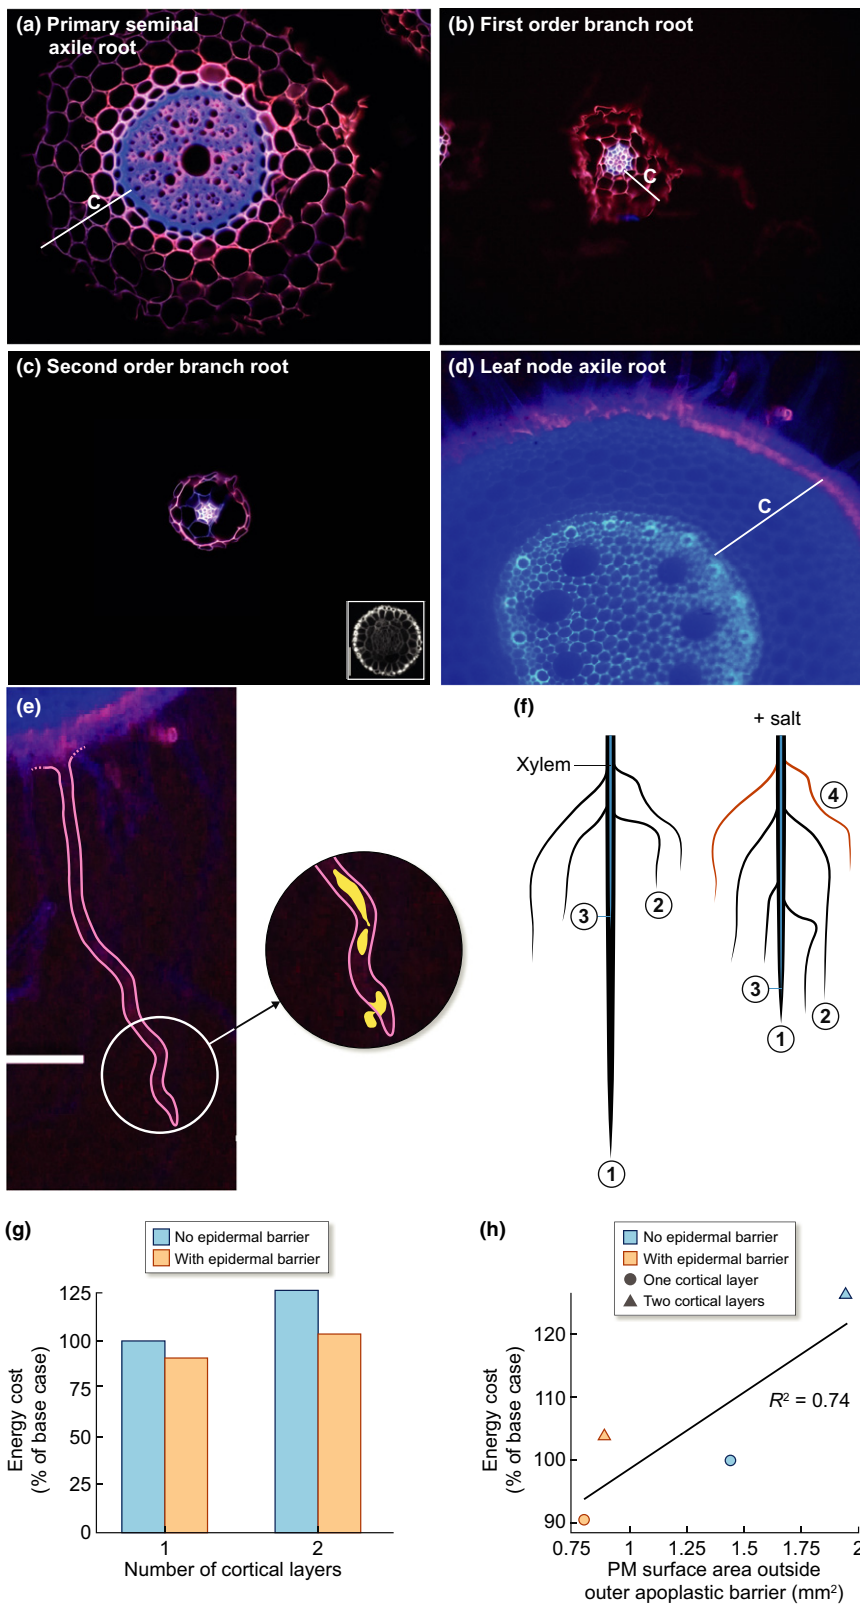 (a) Primary seminal
axile root
C
(b) First order branch root
C
(c) Second order branch root
(d) Leaf node axile root
C
(e)
(f)
+ salt
Xylem
4
3
2
3
2
1
1
(g)
No epidermal barrier
With epidermal barrier
125
100
75
50
25
0
Energy cost
(% of base case)
1
2
Number of cortical layers
(h)
No epidermal barrier
With epidermal barrier
One cortical layer
Two cortical layers
120
110
100
90
Energy cost
(% of base case)
R² = 0.74
0.75
1
1.25
1.5
1.75
2
PM surface area outside
outer apoplastic barrier (mm²)